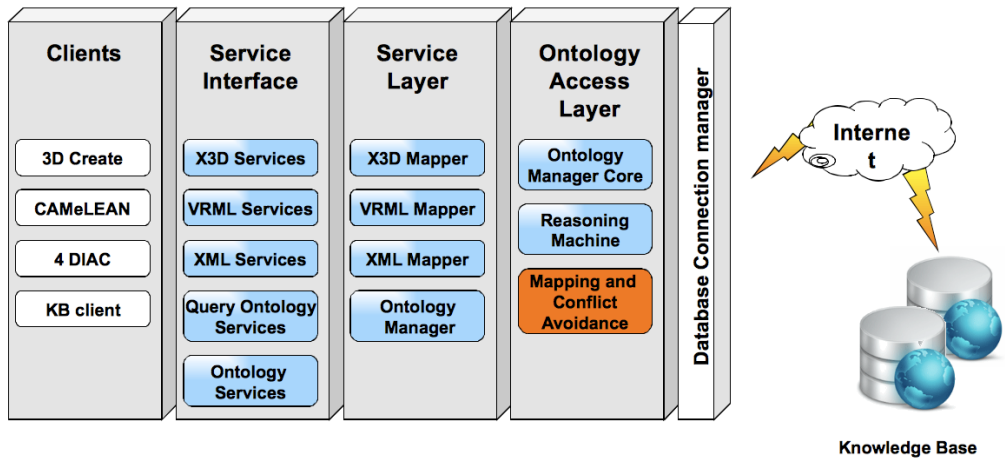 Clients
3D Create
CAMeLEAN
4 DIAC
KB client
Service
Interface
X3D Services
VRML Services
XML Services
Query Ontology
Services
Ontology
Services
Service
Layer
X3D Mapper
VRML Mapper
XML Mapper
Ontology
Manager
Ontology
Access
Layer
Ontology
Manager Core
Reasoning
Machine
Mapping and
Conflict
Avoidance
Database Connection manager
Interne
t
Knowledge Base